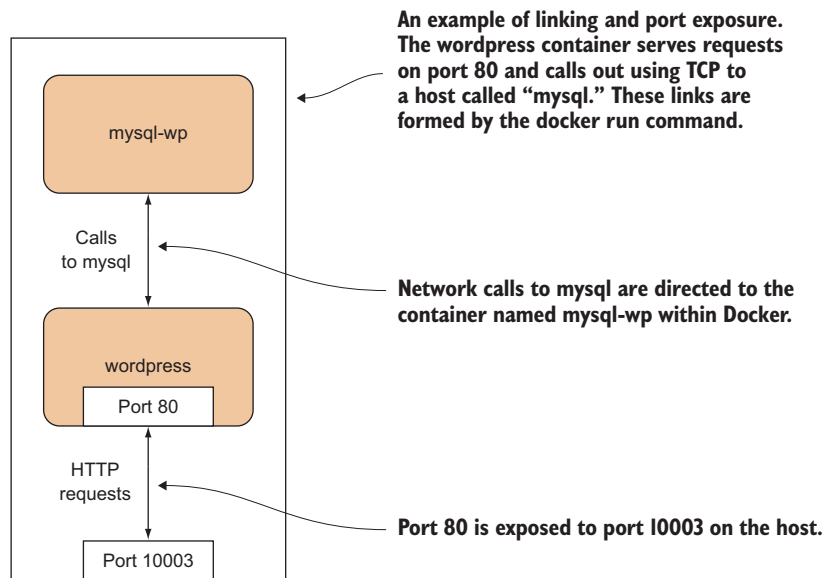 An example of linking and port exposure.
The wordpress container serves requests
on port 80 and calls out using TCP to
a host called “mysql.” These links are
formed by the docker run command.
mysql-wp
Calls
to mysql
Network calls to mysql are directed to the
container named mysql-wp within Docker.
wordpress
Port 80
HTTP
requests
Port 80 is exposed to port 10003 on the host.
Port 10003